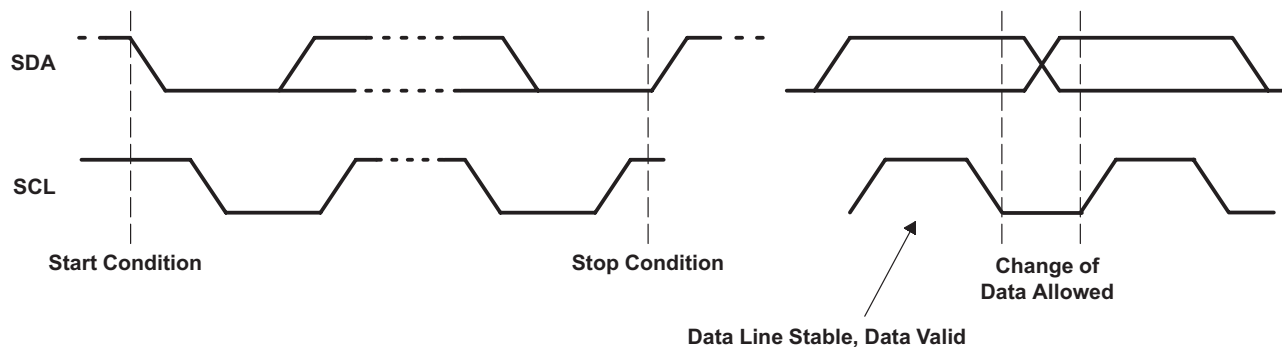 SDA
SCL
Start Condition
Stop Condition
Change of
Data Allowed
Data Line Stable, Data Valid